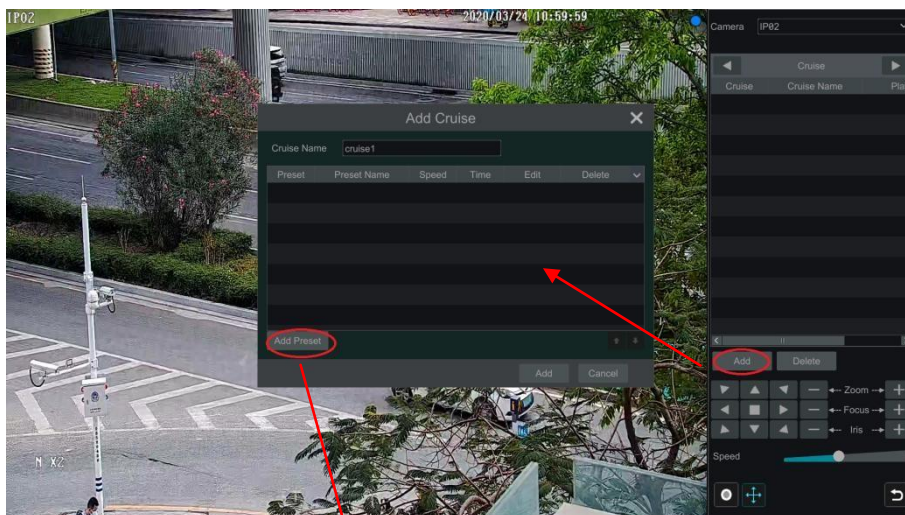 IP02
2020/03/24 10:59:59
Camera IP02
Cruise
Cruise Cruise Name Pla
Add Cruise
Cruise Name cruise1
Preset Preset Name Speed Time Edit Delete
Add Preset
Add Cancel
Add Delete
Zoom
Focus
Iris
Speed
N XZ